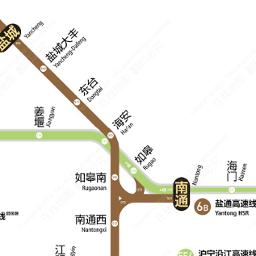 盐城
Yancheng
盐城大丰
Yancheng-Dafeng
东台
Dongtai
姜堰
Jiangyan
海安
Hai'an
如皋
Rugao
如皋南
Rugaonan
南通
Nantong
海门
Haimen
6B
盐通高速线
Yantong HSR
南通西
Nantongxi
线
沪宁沿江高速线